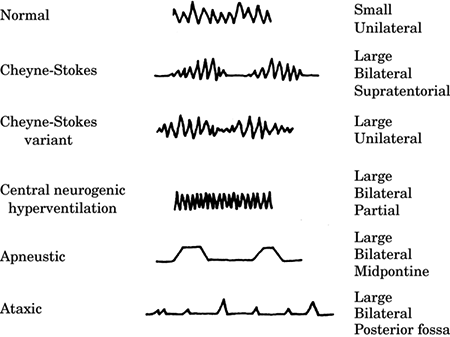 Normal
Small
Unilateral
Cheyne-Stokes
Large
Bilateral
Supratentorial
Cheyne-Stokes
variant
Large
Unilateral
Central neurogenic
hyperventilation
Large
Bilateral
Partial
Apneustic
Large
Bilateral
Midpontine
Ataxic
Large
Bilateral
Posterior fossa